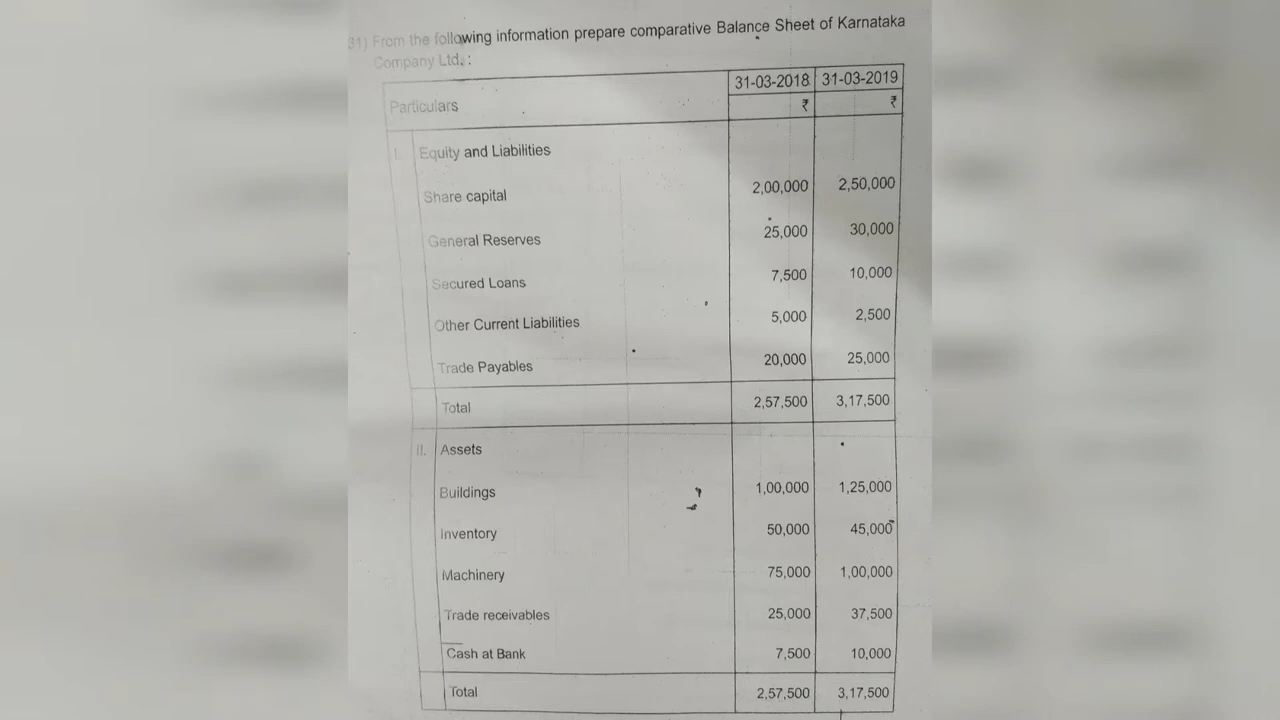 31) From the following information prepare comparative Balance Sheet of Karnataka
Company Ltd. :
Particulars 31-03-2018 31-03-2019
₹ ₹
I. Equity and Liabilities
Share capital 2,00,000 2,50,000
General Reserves 25,000 30,000
Secured Loans 7,500 10,000
Other Current Liabilities 5,000 2,500
Trade Payables 20,000 25,000
Total 2,57,500 3,17,500
II. Assets
Buildings 1,00,000 1,25,000
Inventory 50,000 45,000
Machinery 75,000 1,00,000
Trade receivables 25,000 37,500
Cash at Bank 7,500 10,000
Total 2,57,500 3,17,500